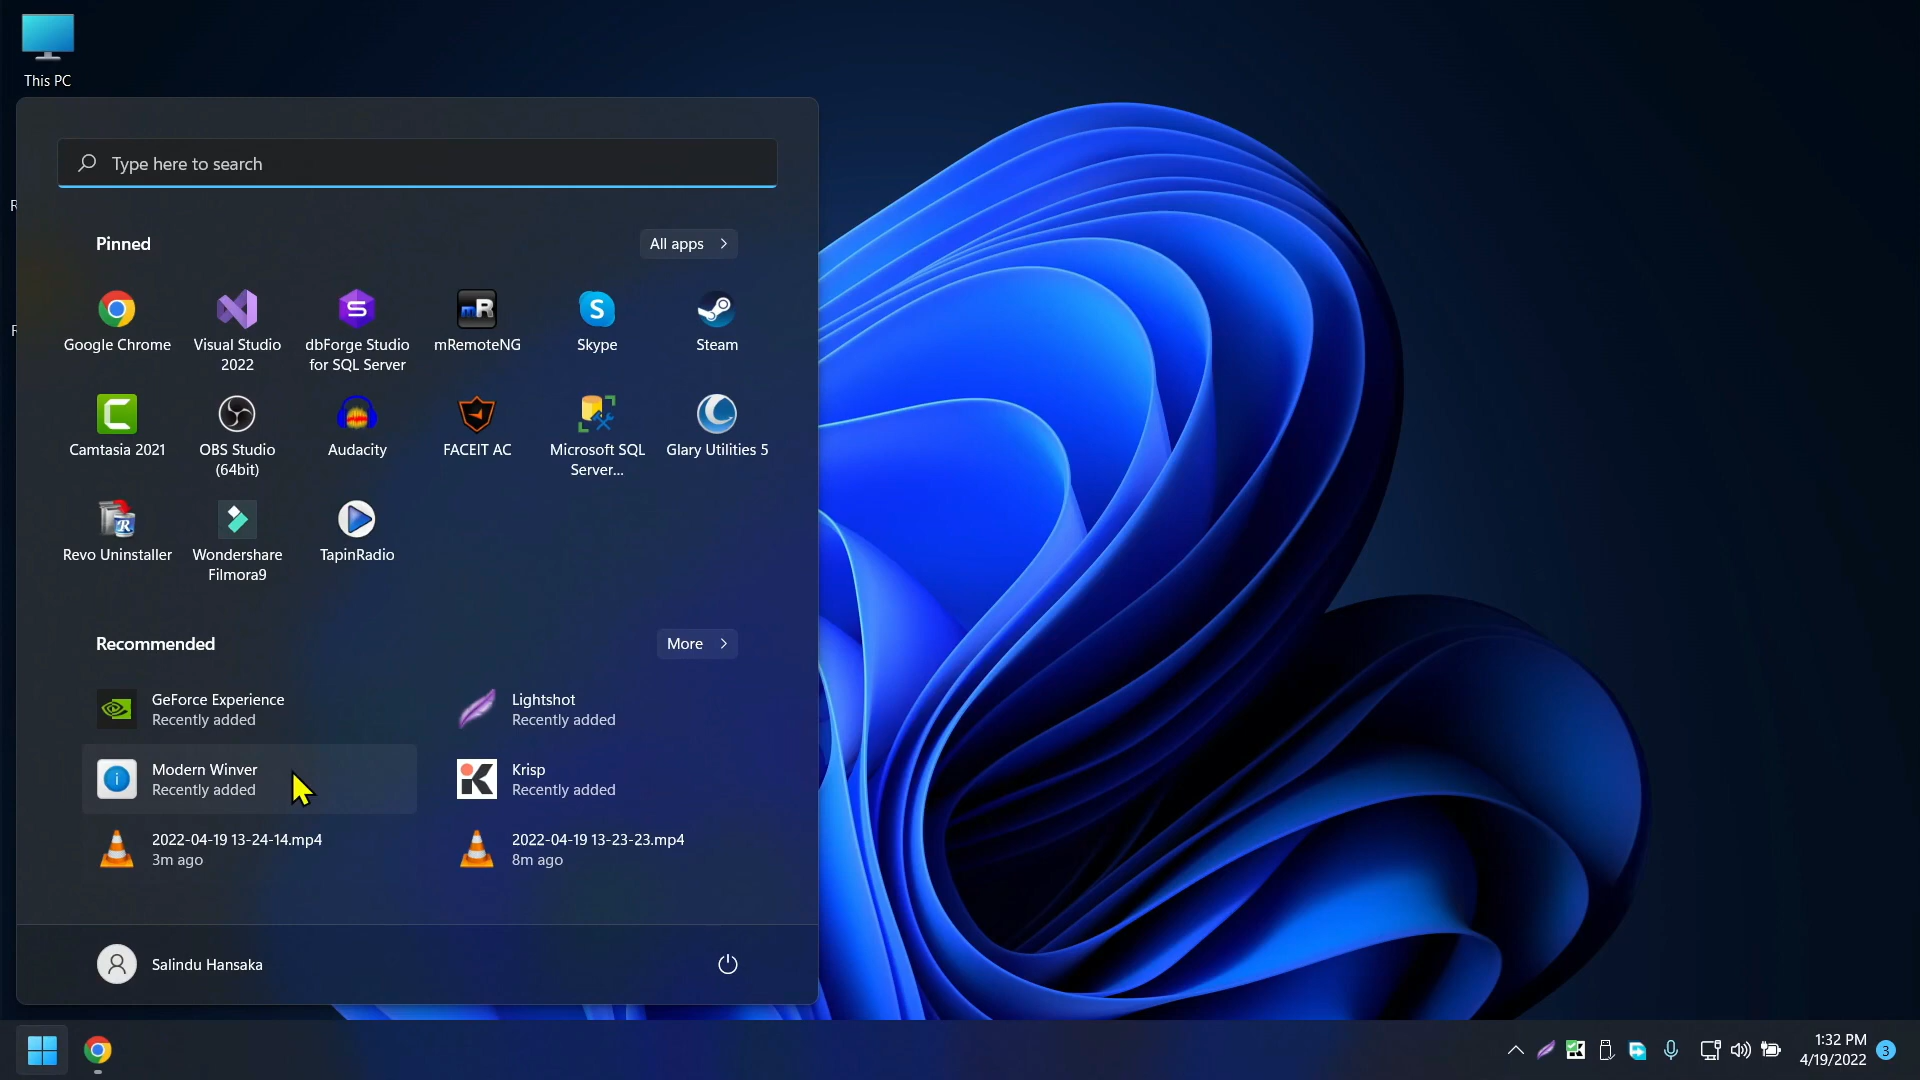 This PC
R
R
Type here to search
Pinned
All apps
Google Chrome
Visual Studio
2022
dbForge Studio
for SQL Server
mRemoteNG
Skype
Steam
Camtasia 2021
OBS Studio
(64bit)
Audacity
FACEIT AC
Microsoft SQL
Server...
Glary Utilities 5
Revo Uninstaller
Wondershare
Filmora9
TapinRadio
Recommended
More
GeForce Experience
Recently added
Lightshot
Recently added
Modern Winver
Recently added
Krisp
Recently added
2022-04-19 13-24-14.mp4
3m ago
2022-04-19 13-23-23.mp4
8m ago
Salindu Hansaka
1:32 PM
4/19/2022
3